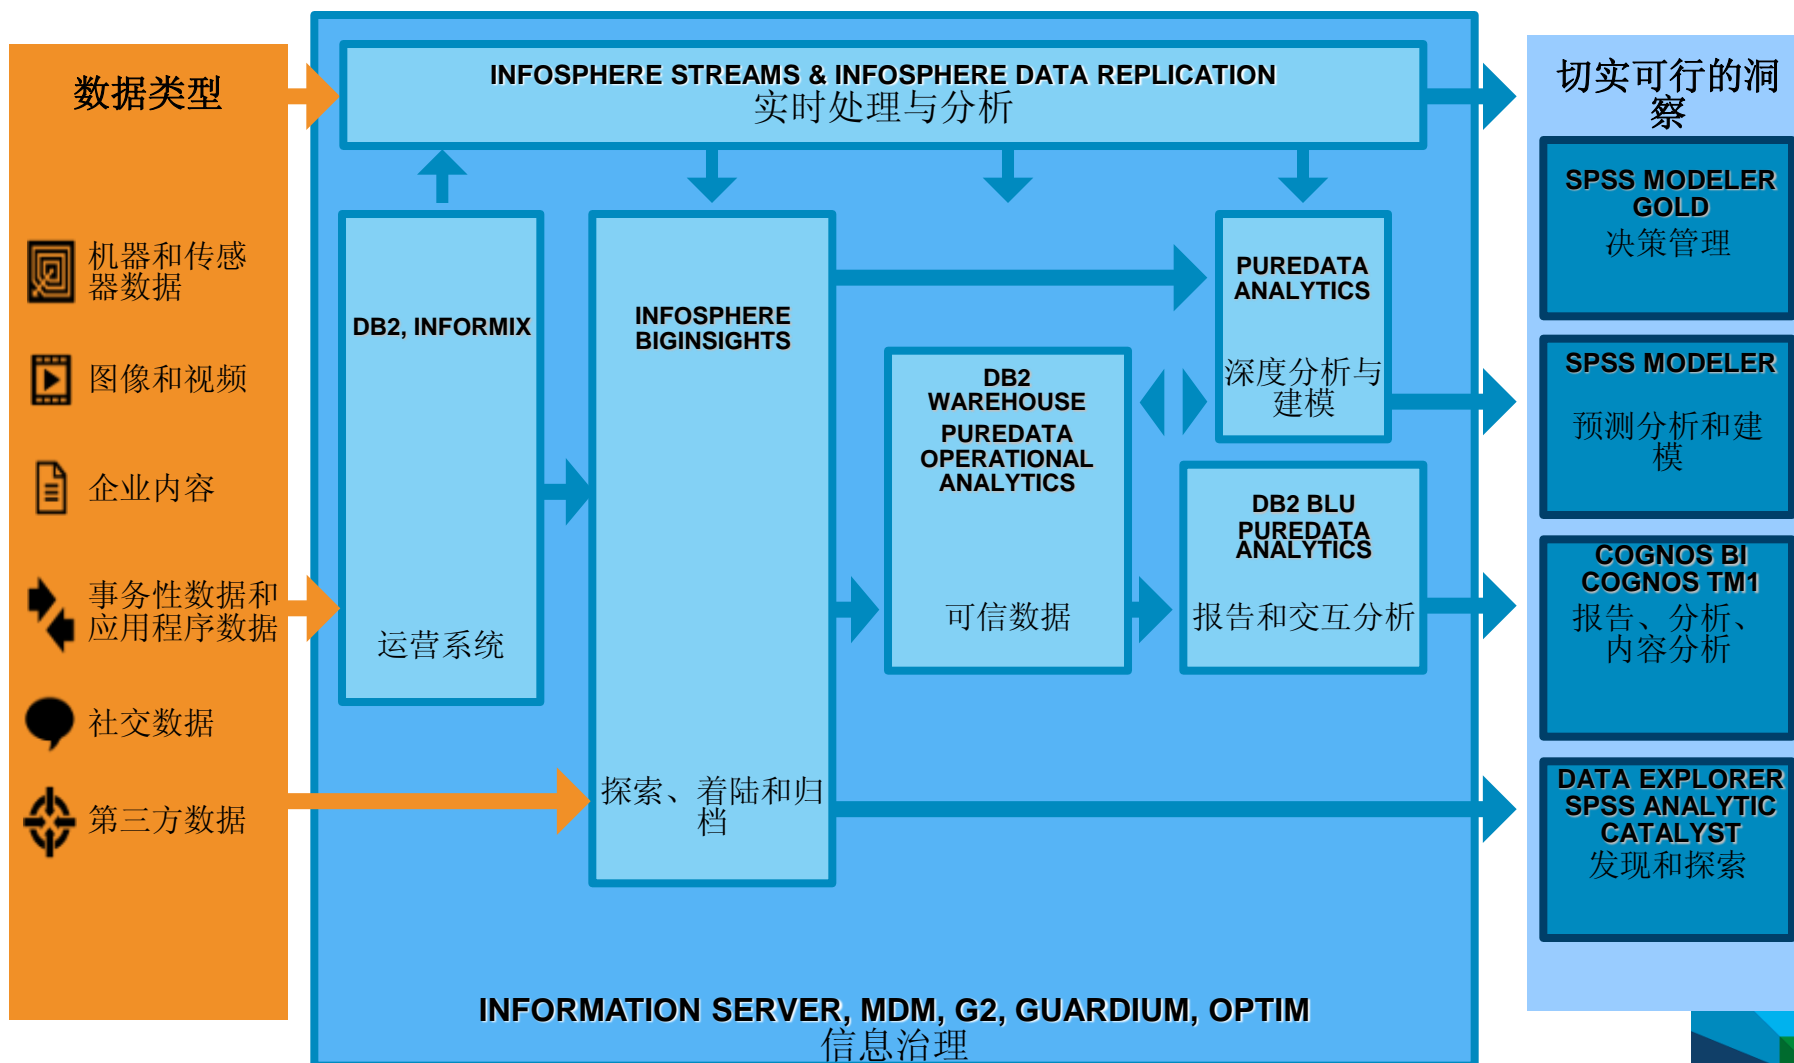 数据类型
机器和传感
器数据
图像和视频
企业内容
事务性数据和
应用程序数据
社交数据
第三方数据
INFOSPHERE STREAMS & INFOSPHERE DATA REPLICATION
实时处理与分析
DB2, INFORMIX
运营系统
INFOSPHERE
BIGINSIGHTS
探索、着陆和归
档
DB2
WAREHOUSE
PUREDATA
OPERATIONAL
ANALYTICS
可信数据
PUREDATA
ANALYTICS
深度分析与
建模
DB2 BLU
PUREDATA
ANALYTICS
报告和交互分析
INFORMATION SERVER, MDM, G2, GUARDIUM, OPTIM
信息治理
切实可行的洞
察
SPSS MODELER
GOLD
决策管理
SPSS MODELER
预测分析和建
模
COGNOS BI
COGNOS TM1
报告、分析、
内容分析
DATA EXPLORER
SPSS ANALYTIC
CATALYST
发现和探索